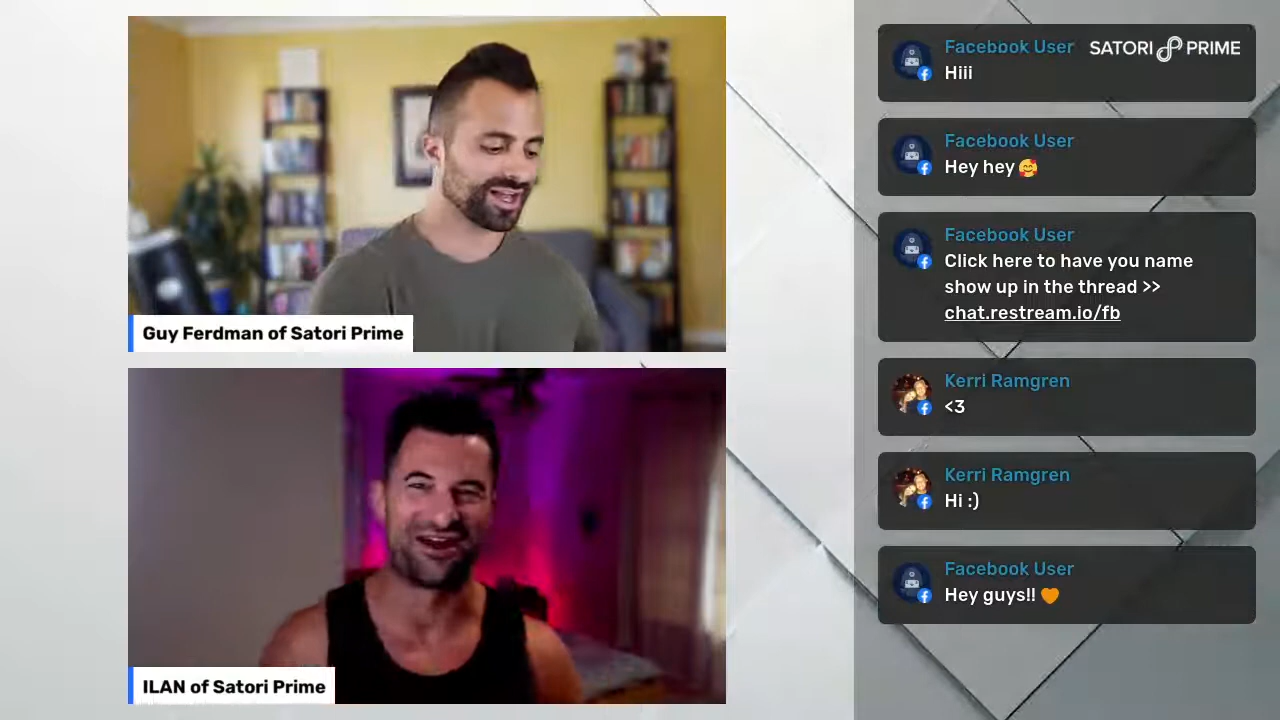 Guy Ferdman of Satori Prime
ILAN of Satori Prime
SATORI PRIME
Facebook User
Hiii
Facebook User
Hey hey 🥰
Facebook User
Click here to have you name
show up in the thread >>
chat.restream.io/fb
Kerri Ramgren
<3
Kerri Ramgren
Hi :)
Facebook User
Hey guys!! 🧡